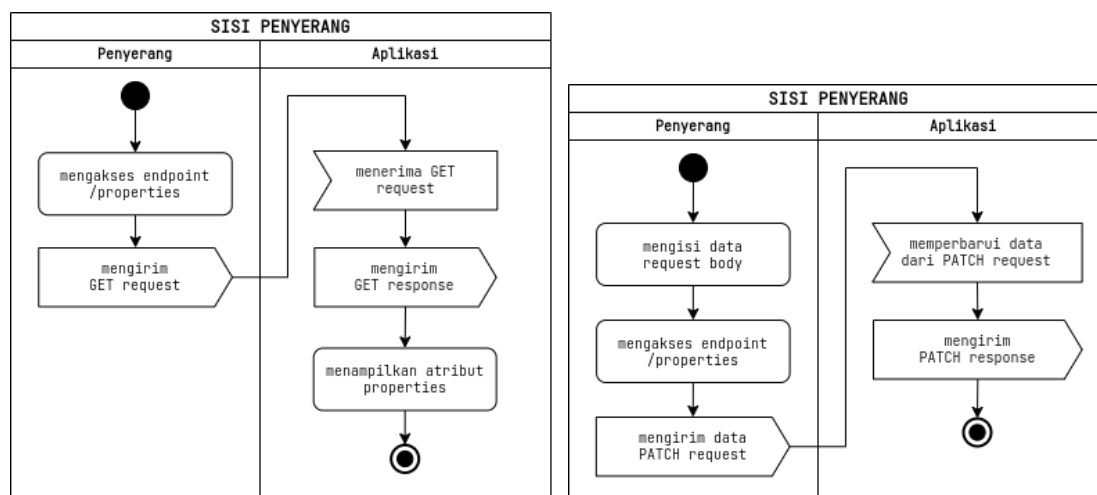 SISI PENYERANG
Penyerang
Aplikasi
mengakses endpoint
/properties
mengirim
GET request
menerima GET
request
mengirim
GET response
menampilkan atribut
properties
SISI PENYERANG
Penyerang
Aplikasi
mengisi data
request body
mengakses endpoint
/properties
mengirim data
PATCH request
memperbarui data
dari PATCH request
mengirim
PATCH response